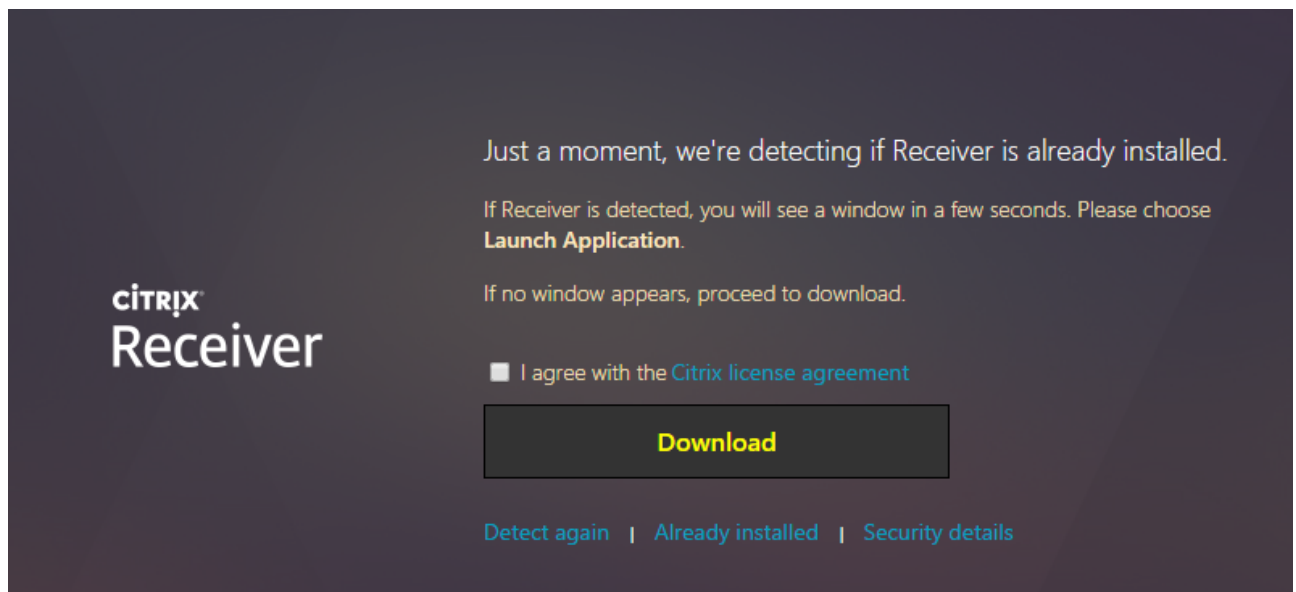 Just a moment, we're detecting if Receiver is already installed.
If Receiver is detected, you will see a window in a few seconds. Please choose
Launch Application.
If no window appears, proceed to download.
CITRIX®
Receiver
I agree with the Citrix license agreement
Download
Detect again | Already installed | Security details